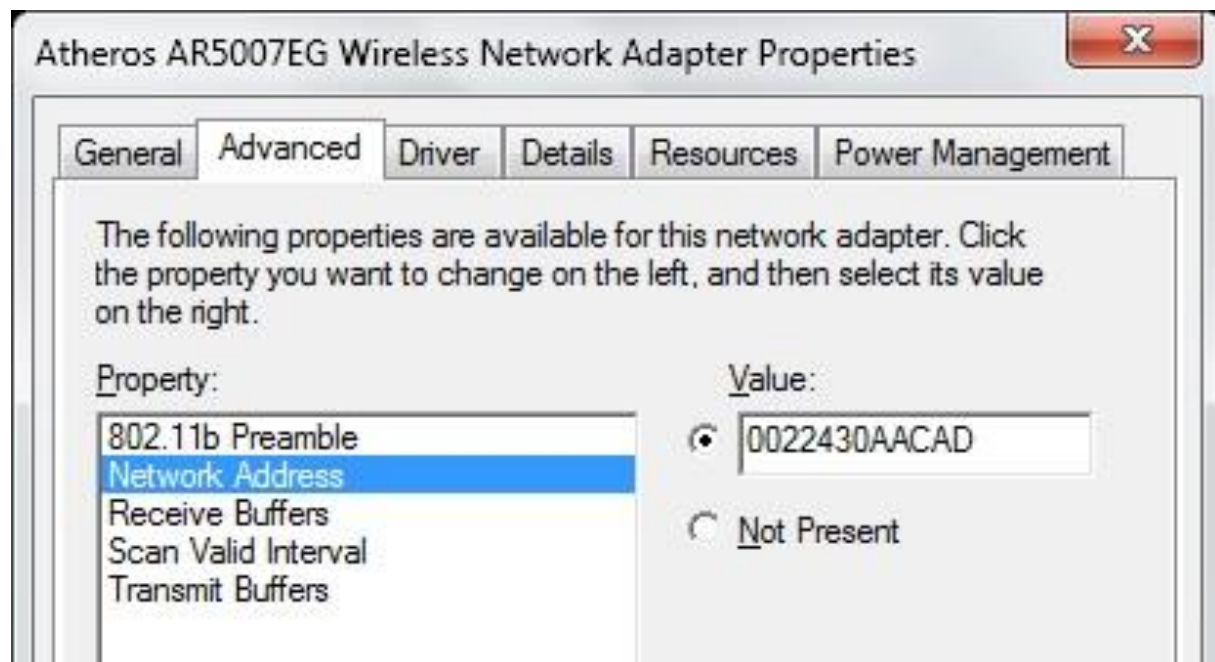 Atheros AR5007EG Wireless Network Adapter Properties
General Advanced Driver Details Resources Power Management
The following properties are available for this network adapter. Click
the property you want to change on the left, and then select its value
on the right.
Property: Value:
802.11b Preamble 0022430AACAD
Network Address
Receive Buffers Not Present
Scan Valid Interval
Transmit Buffers